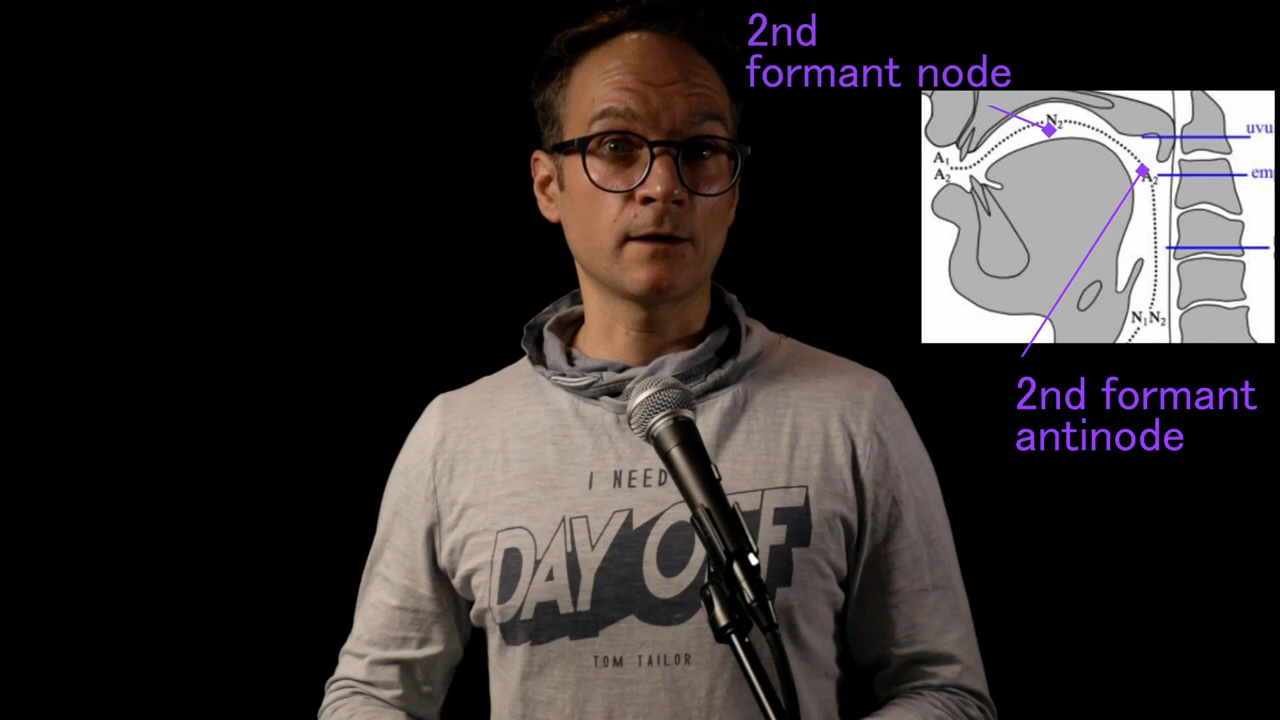 2nd
formant node
N₂
uvu
A₁
A₂
A₂
em
N₁N₂
2nd formant
antinode
I NEED
DAY OFF
TOM TAILOR